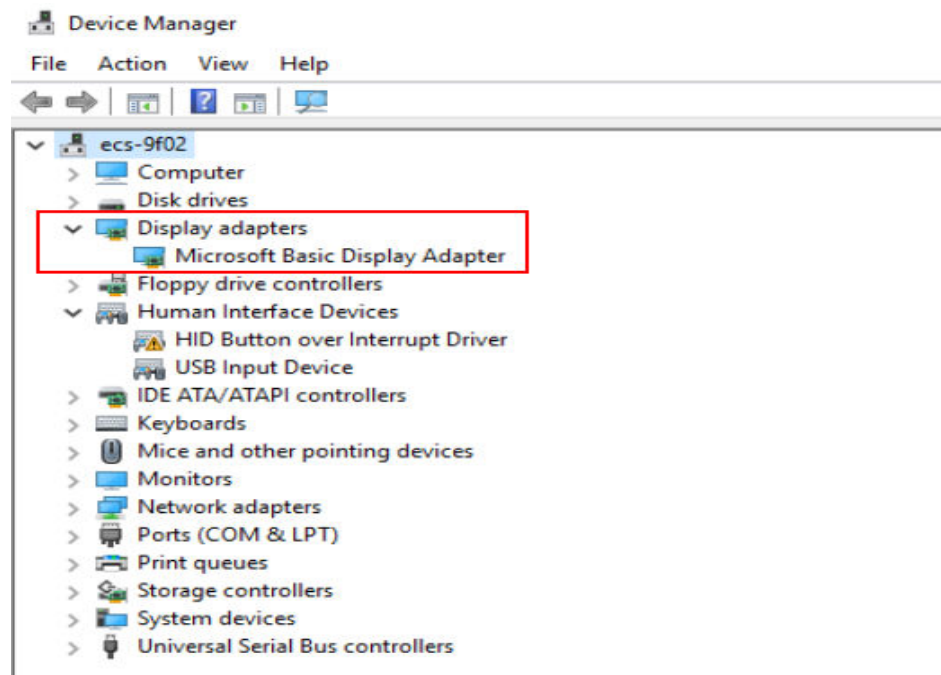 Device Manager
File Action View Help
ecs-9f02
Computer
Disk drives
Display adapters
Microsoft Basic Display Adapter
Floppy drive controllers
Human Interface Devices
HID Button over Interrupt Driver
USB Input Device
IDE ATA/ATAPI controllers
Keyboards
Mice and other pointing devices
Monitors
Network adapters
Ports (COM & LPT)
Print queues
Storage controllers
System devices
Universal Serial Bus controllers